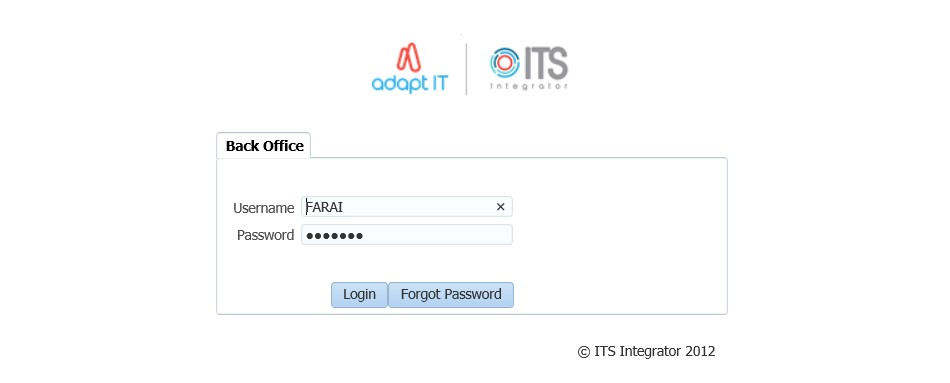 adapt IT
ITS
Integrator
Back Office
Username FARAI ×
Password ●●●●●●●
Login Forgot Password
© ITS Integrator 2012